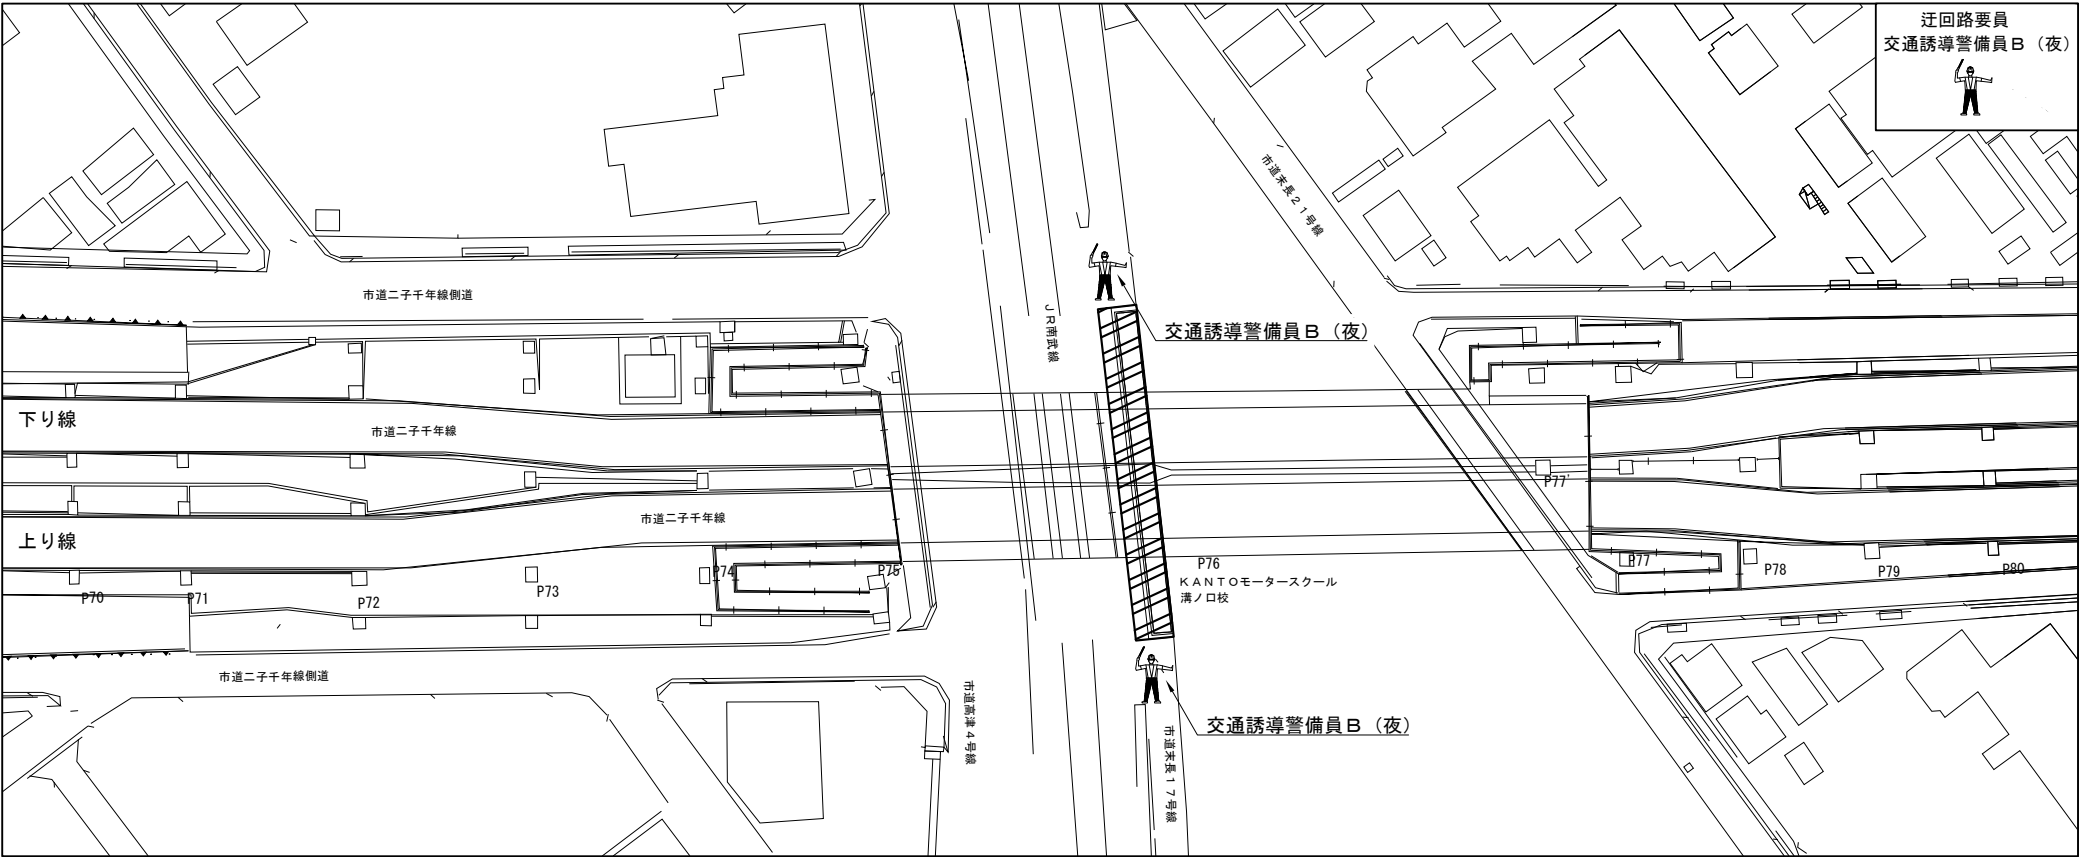 迂回路要員
交通誘導警備員B（夜）
市道末長21号線
市道二子千年線側道
JR南武線
交通誘導警備員B（夜）
下り線
市道二子千年線
P77'
市道二子千年線
上り線
P70
P71
P72
P73
P74
P75
P76
KANTOモータースクール
溝ノ口校
P77
P78
P79
P80
市道二子千年線側道
市道高津4号線
交通誘導警備員B（夜）
市道末長17号線